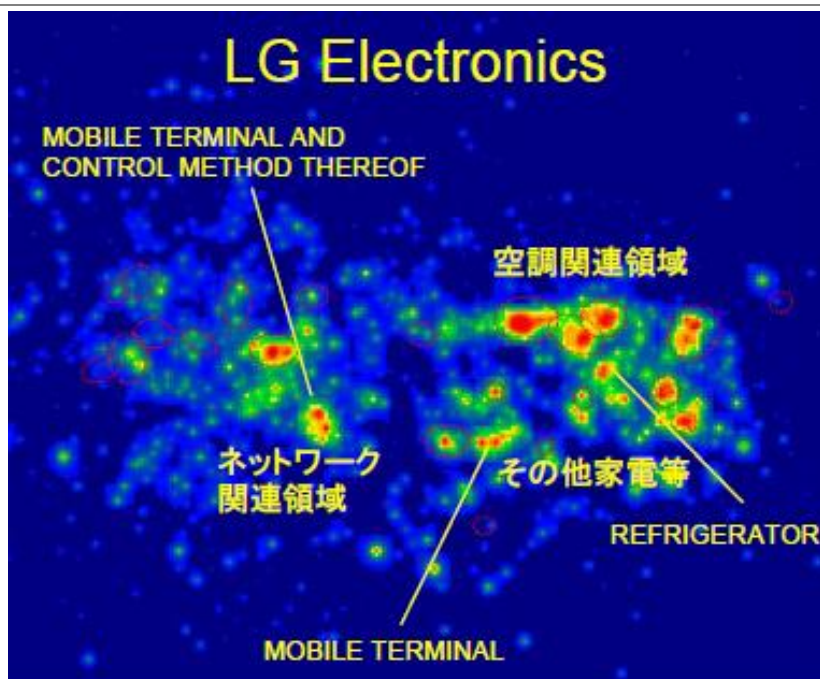 LG Electronics
MOBILE TERMINAL AND
CONTROL METHOD THEREOF
空調関連領域
ネットワーク
関連領域
その他家電等
REFRIGERATOR
MOBILE TERMINAL